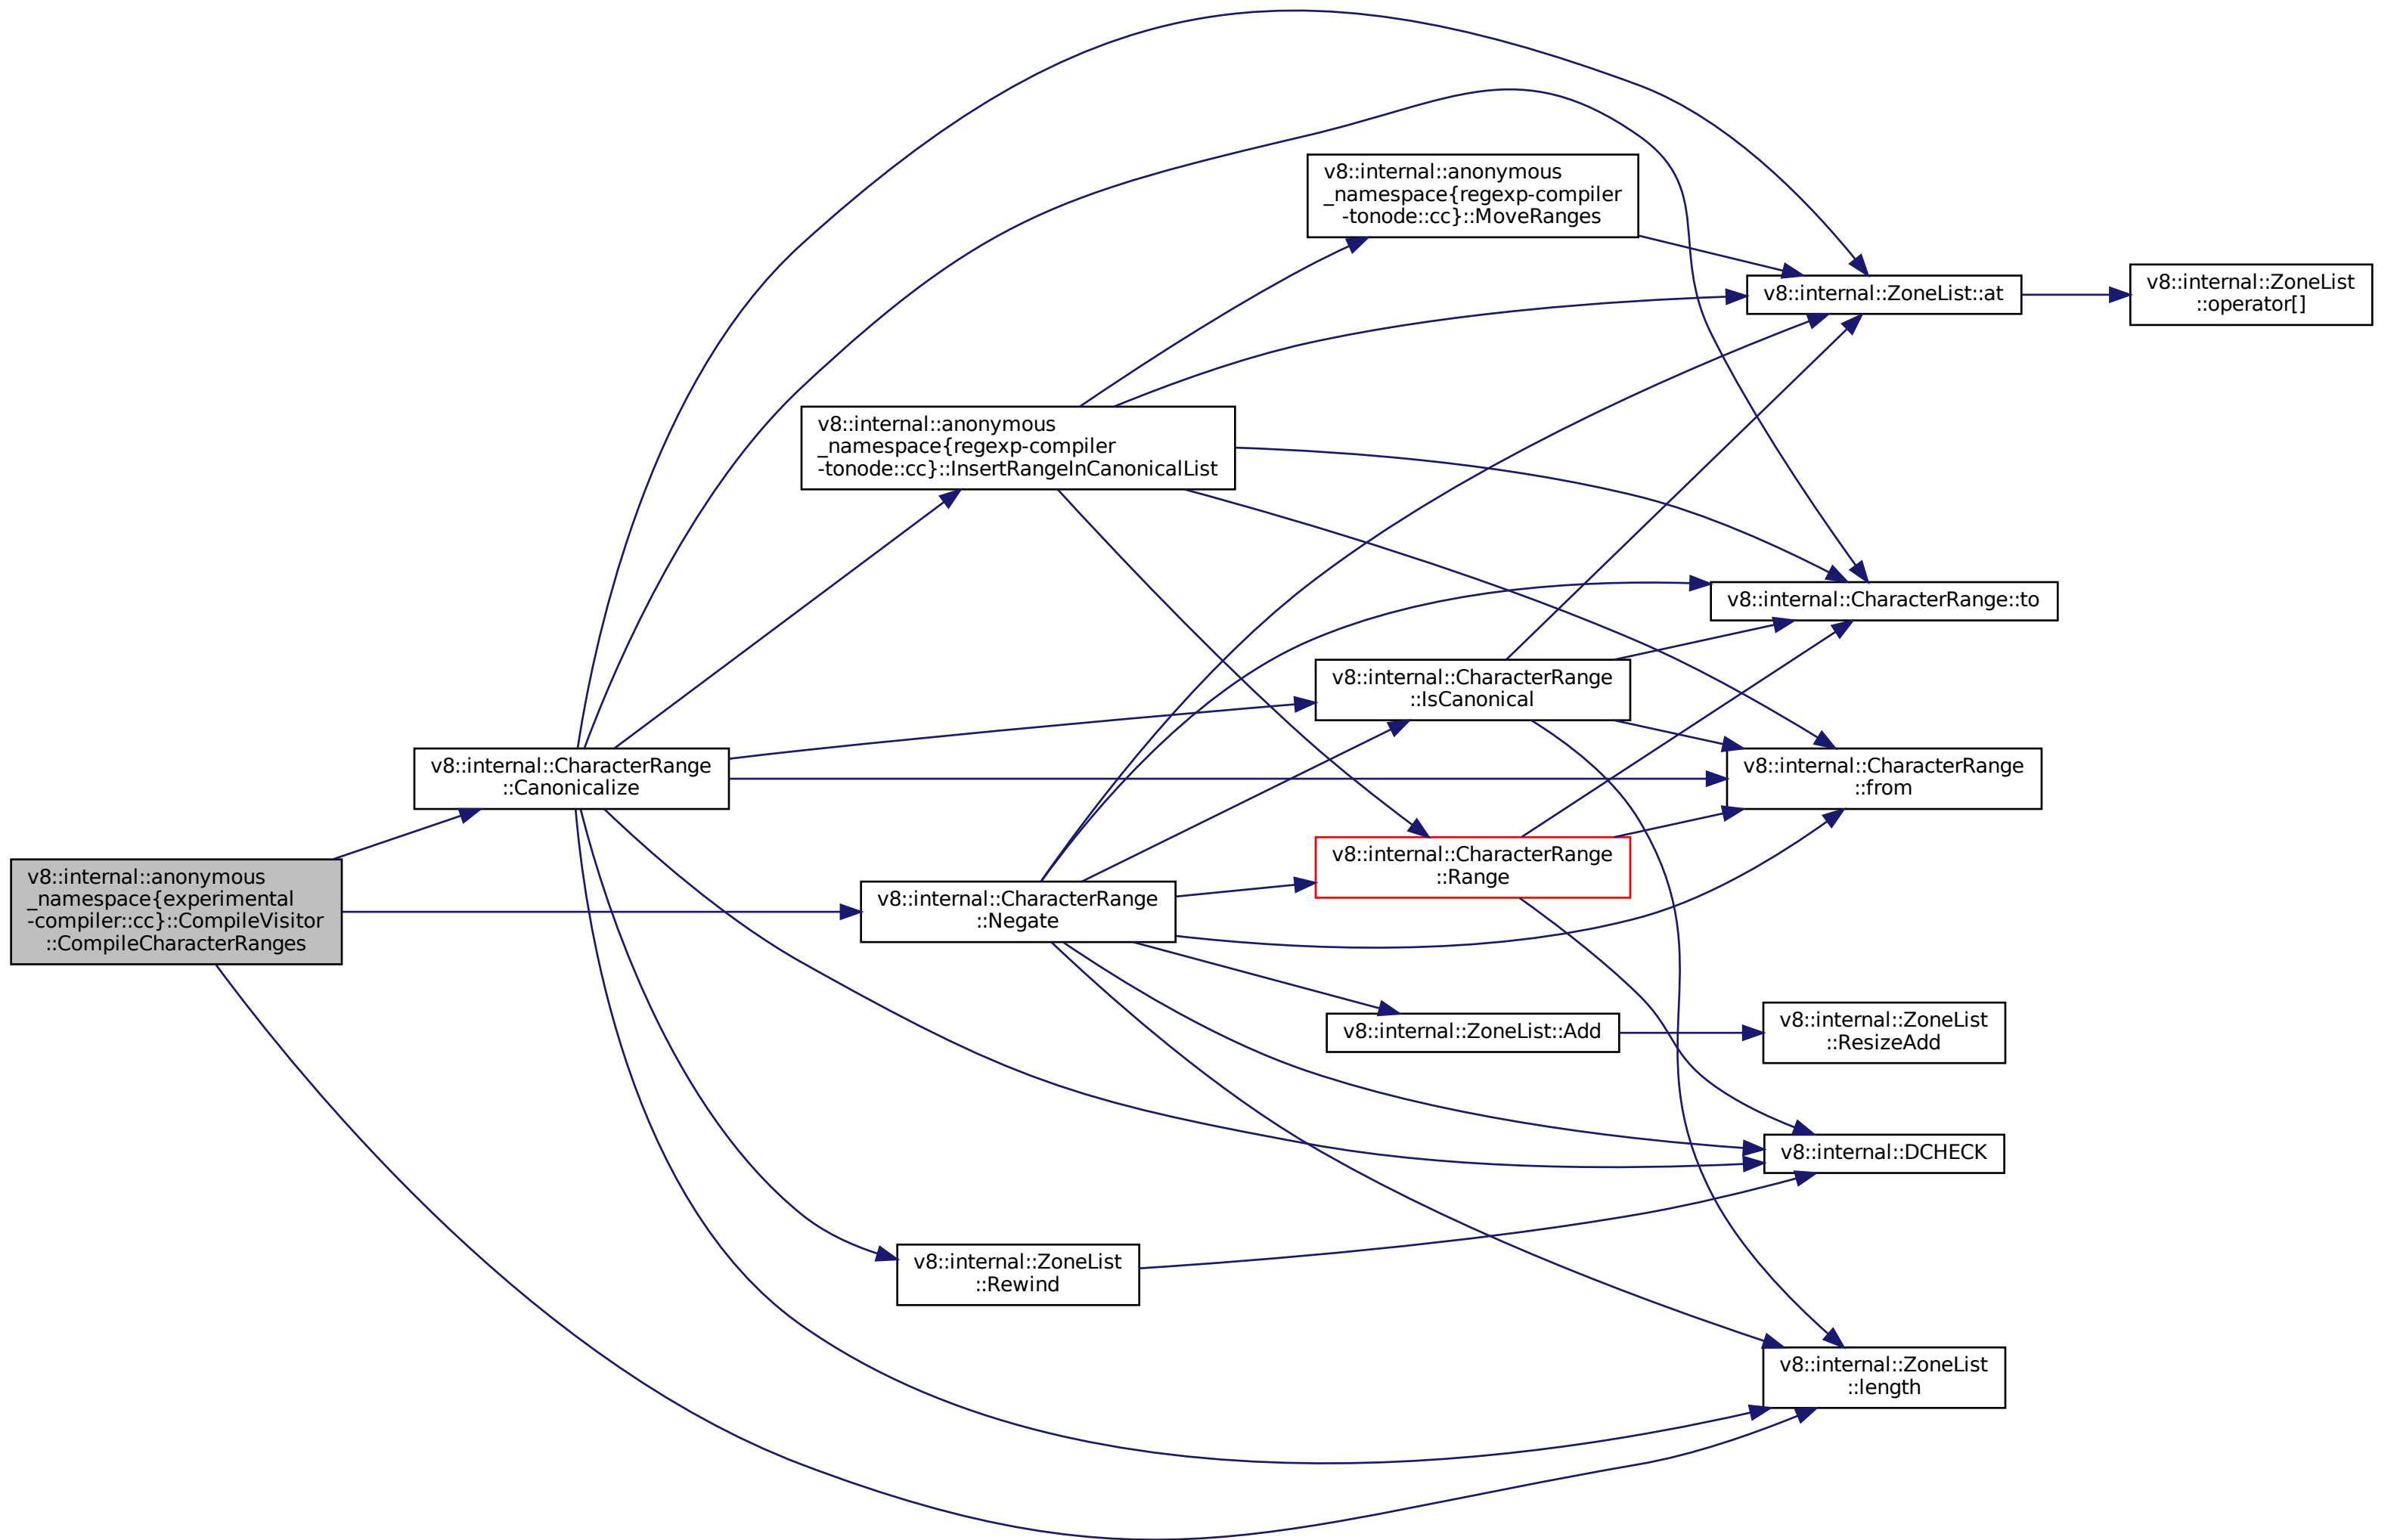 v8::internal::anonymous
_namespace{experimental
-compiler::cc}::CompileVisitor
::CompileCharacterRanges
v8::internal::CharacterRange
::Canonicalize
v8::internal::anonymous
_namespace{regexp-compiler
-tonode::cc}::InsertRangeInCanonicalList
v8::internal::CharacterRange
::Negate
v8::internal::ZoneList
::Rewind
v8::internal::anonymous
_namespace{regexp-compiler
-tonode::cc}::MoveRanges
v8::internal::CharacterRange
::IsCanonical
v8::internal::CharacterRange
::Range
v8::internal::ZoneList::Add
v8::internal::ZoneList::at
v8::internal::CharacterRange::to
v8::internal::CharacterRange
::from
v8::internal::ZoneList
::ResizeAdd
v8::internal::DCHECK
v8::internal::ZoneList
::length
v8::internal::ZoneList
::operator[]